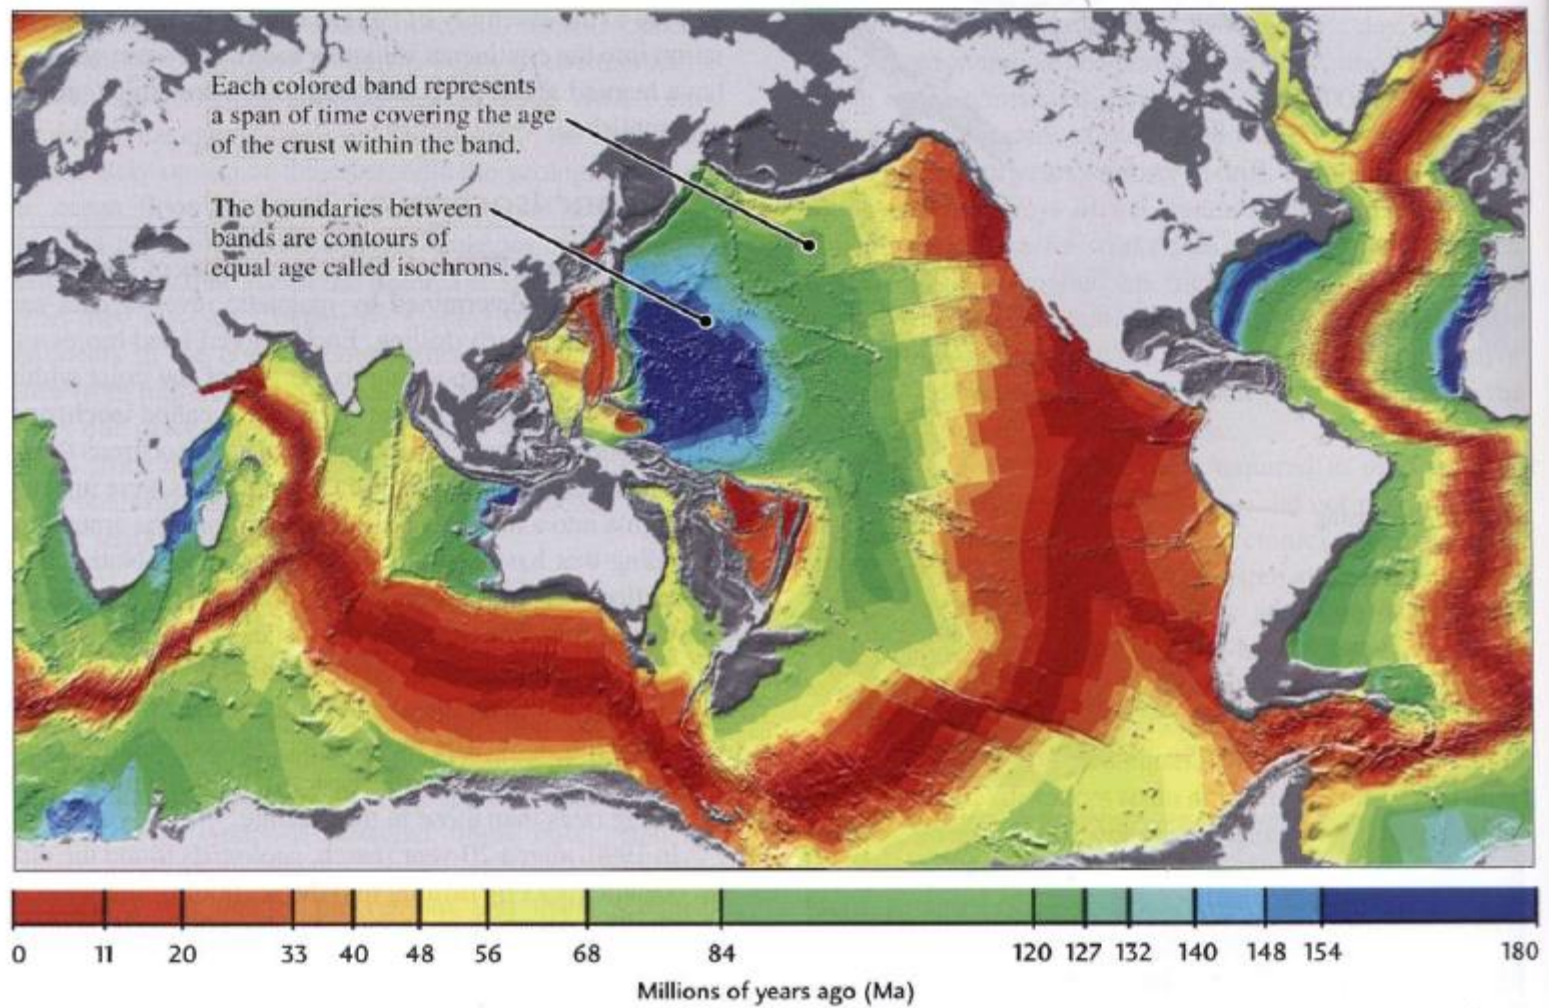 Each colored band represents
a span of time covering the age
of the crust within the band.
The boundaries between
bands are contours of
equal age called isochrons.
0 11 20 33 40 48 56 68 84 120 127 132 140 148 154 180
Millions of years ago (Ma)